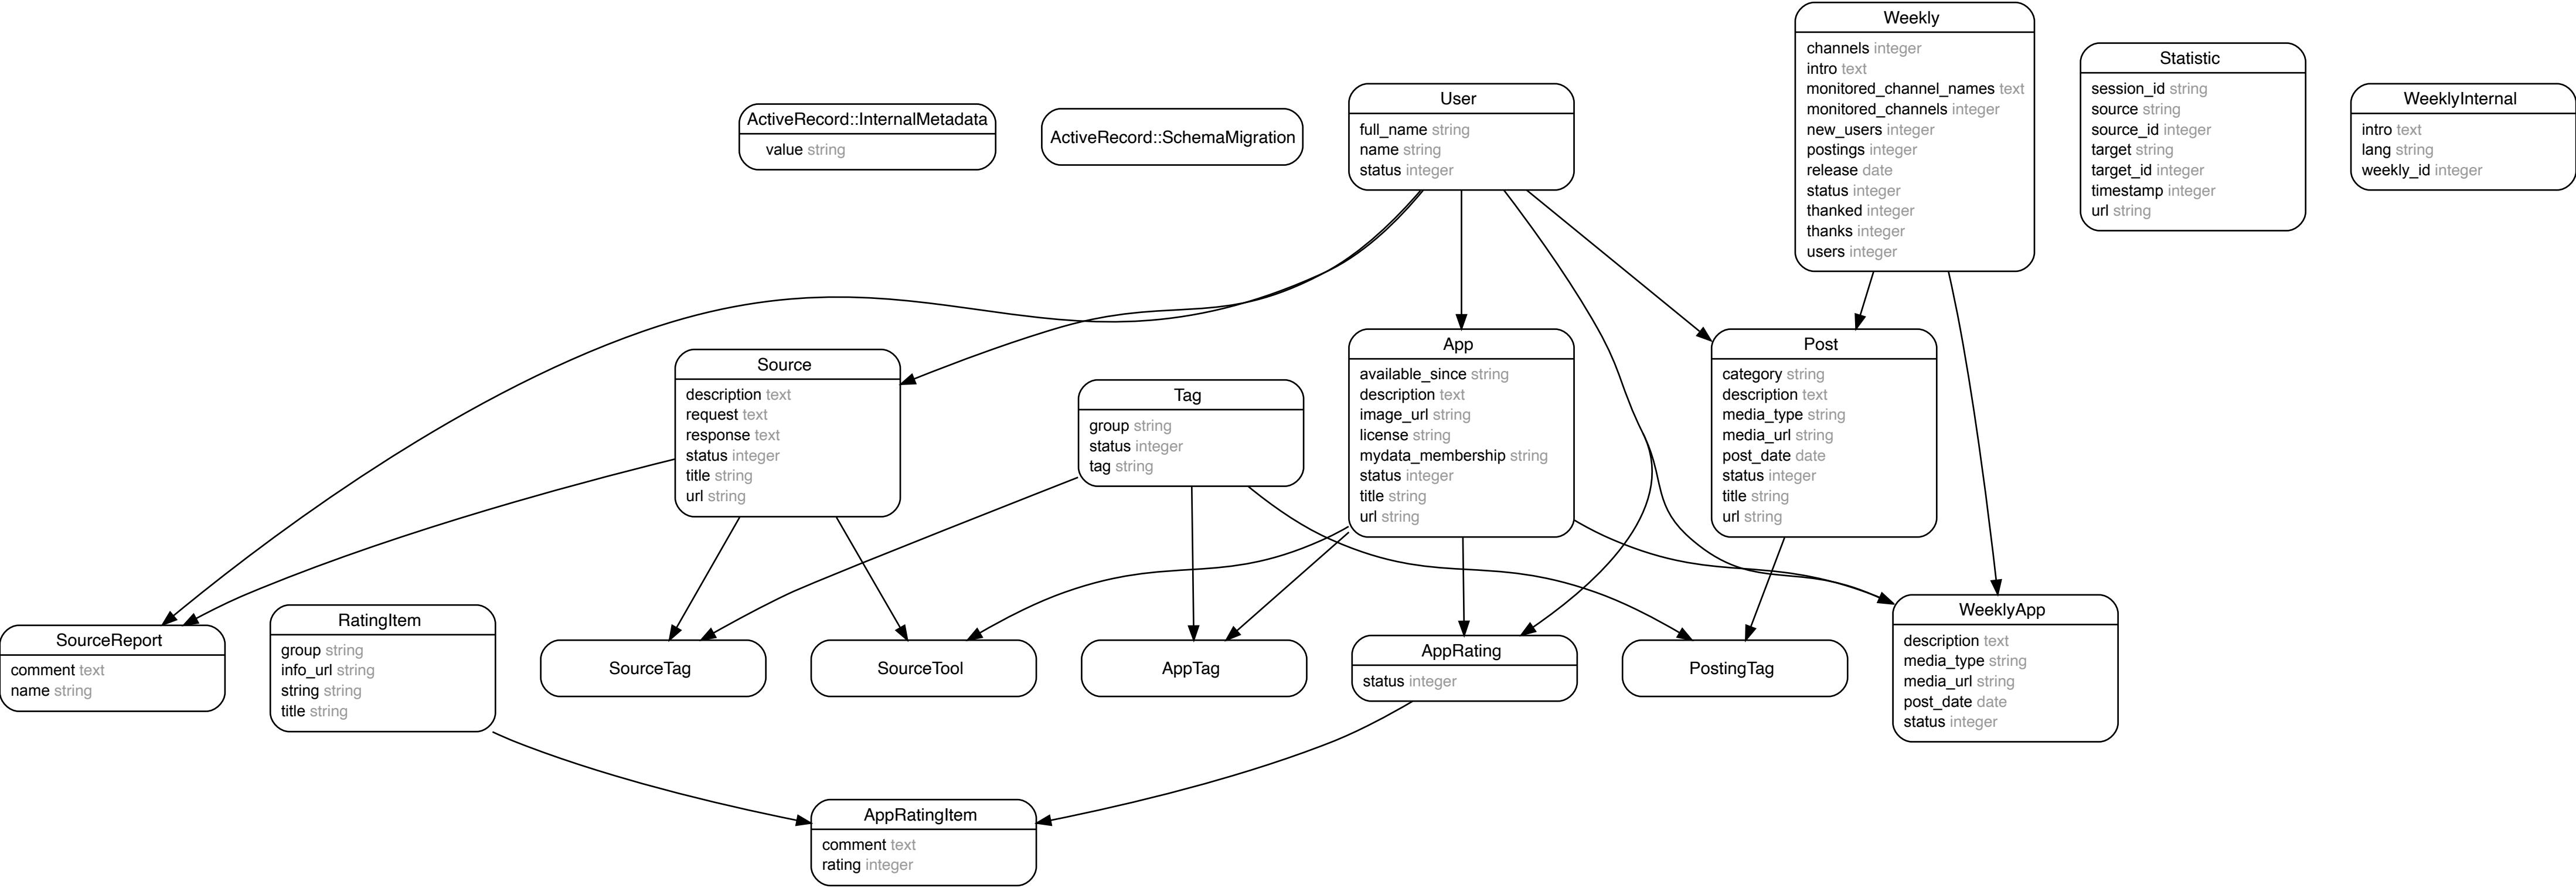 Weekly
channels integer
intro text
monitored_channel_names text
monitored_channels integer
new_users integer
postings integer
release date
status integer
thanked integer
thanks integer
users integer
Statistic
session_id string
source string
source_id integer
target string
target_id integer
timestamp integer
url string
WeeklyInternal
intro text
lang string
weekly_id integer
User
full_name string
name string
status integer
ActiveRecord::InternalMetadata
value string
ActiveRecord::SchemaMigration
Source
description text
request text
response text
status integer
title string
url string
Tag
group string
status integer
tag string
App
available_since string
description text
image_url string
license string
mydata_membership string
status integer
title string
url string
Post
category string
description text
media_type string
media_url string
post_date date
status integer
title string
url string
SourceReport
comment text
name string
RatingItem
group string
info_url string
string string
title string
SourceTag
SourceTool
AppTag
AppRating
status integer
PostingTag
WeeklyApp
description text
media_type string
media_url string
post_date date
status integer
AppRatingItem
comment text
rating integer